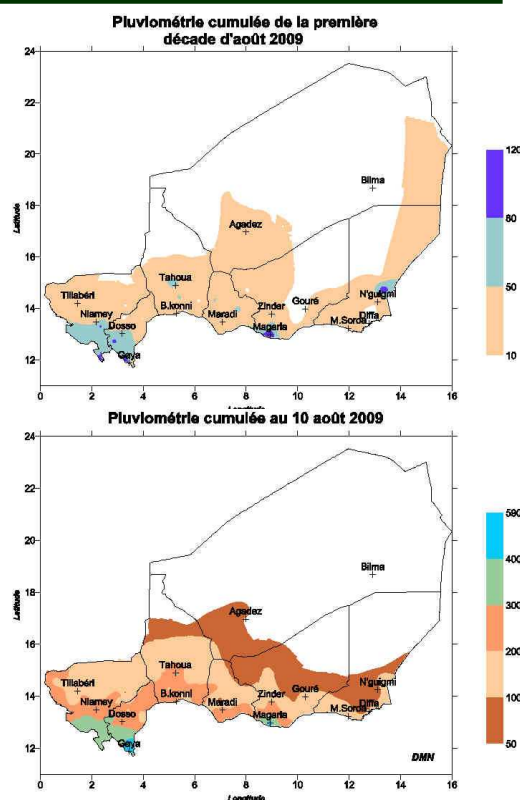 Pluviométrie cumulée de la première
décade d'août 2009
24
22
20
18
16
14
12
Latitude
Bilma
Agadez
Tahoua
Tillabéri
B.konni
Niamey
Dosso
Gaya
Maradi
Zinder
Magaria
Gouré
N'guigmi
M.Soroa
Diffa
0 2 4 6 8 10 12 14 16
Longitude
120
80
50
10
Pluviométrie cumulée au 10 août 2009
24
22
20
18
16
14
12
Latitude
Bilma
Agadez
Tahoua
Tillabéri
B.konni
Niamey
Dosso
Gaya
Maradi
Zinder
Magaria
Gouré
N'guigmi
M.Soroa
Diffa
DMN
0 2 4 6 8 10 12 14 16
Longitude
590
400
300
200
100
50